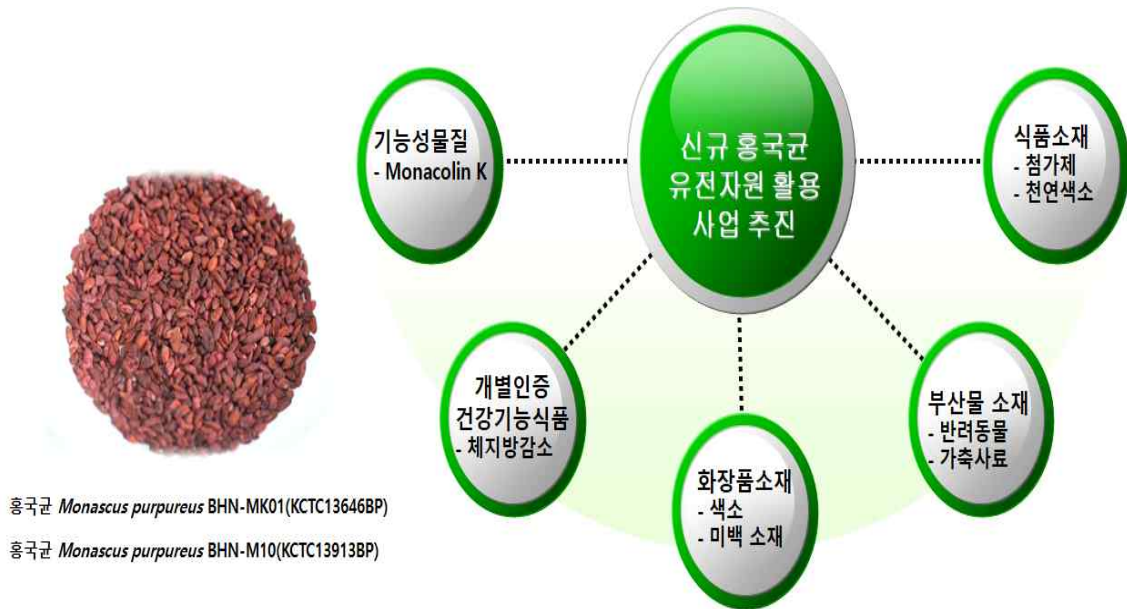 신규 홍국균
유전자원 활용
사업 추진
기능성물질
- Monacolin K
식품소재
- 첨가제
- 천연색소
개별인증
건강기능식품
- 체지방감소
화장품소재
- 색소
- 미백 소재
부산물 소재
- 반려동물
- 가축사료
홍국균 Monascus purpureus BHN-MK01(KCTC13646BP)
홍국균 Monascus purpureus BHN-M10(KCTC13913BP)